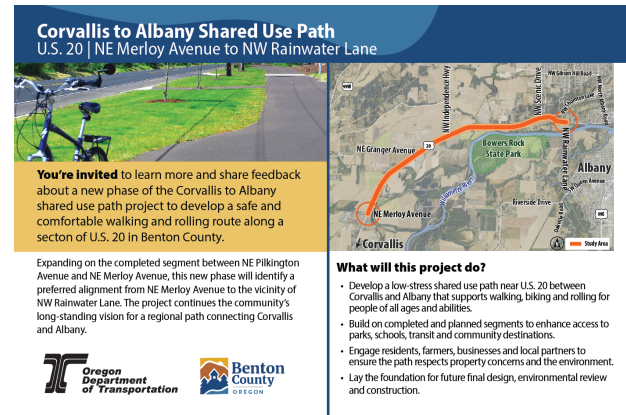 Corvallis to Albany Shared Use Path
U.S. 20 | NE Merloy Avenue to NW Rainwater Lane
You're invited to learn more and share feedback
about a new phase of the Corvallis to Albany
shared use path project to develop a safe and
comfortable walking and rolling route along a
secton of U.S. 20 in Benton County.
Expanding on the completed segment between NE Pilkington
Avenue and NE Merloy Avenue, this new phase will identify a
preferred alignment from NE Merloy Avenue to the vicinity of
NW Rainwater Lane. The project continues the community's
long-standing vision for a regional path connecting Corvallis
and Albany.
Oregon
Department
of Transportation
Benton
County
OREGON
NW Independence Hwy
NW Scenic Drive
NW Gibson Hill Road
99W
20
NE Granger Avenue
Bowers Rock
State Park
NW Rainwater Lane
Albany
Willamette River
Riverside Drive
NE Merloy Avenue
Corvallis
99E
Study Area
What will this project do?
• Develop a low-stress shared use path near U.S. 20 between
Corvallis and Albany that supports walking, biking and rolling for
people of all ages and abilities.
• Build on completed and planned segments to enhance access to
parks, schools, transit and community destinations.
• Engage residents, farmers, businesses and local partners to
ensure the path respects property concerns and the environment.
• Lay the foundation for future final design, environmental review
and construction.